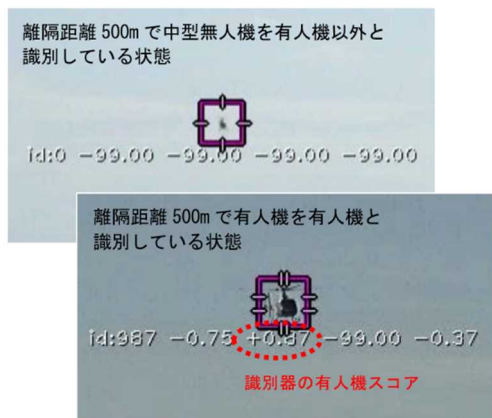 離隔距離 500m で中型無人機を有人機以外と
識別している状態
id:0 -99.00 -99.00 -99.00 -99.00
離隔距離 500m で有人機を有人機と
識別している状態
id:987 -0.75 +0.87 -99.00 -0.37
識別器の有人機スコア